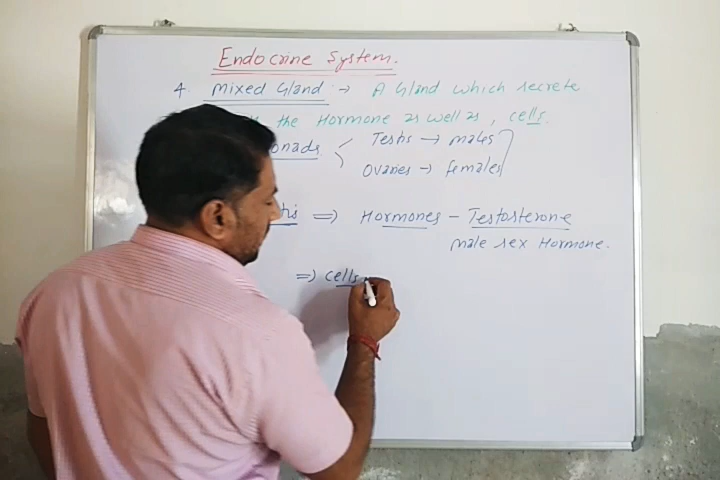 Endocrine System.
4. Mixed Gland → A Gland which secrete
the Hormone as well as, cells.
onads < Testis → males
Ovaries → females
tis ⇒ Hormones - Testosterone
male sex Hormone.
⇒ cells